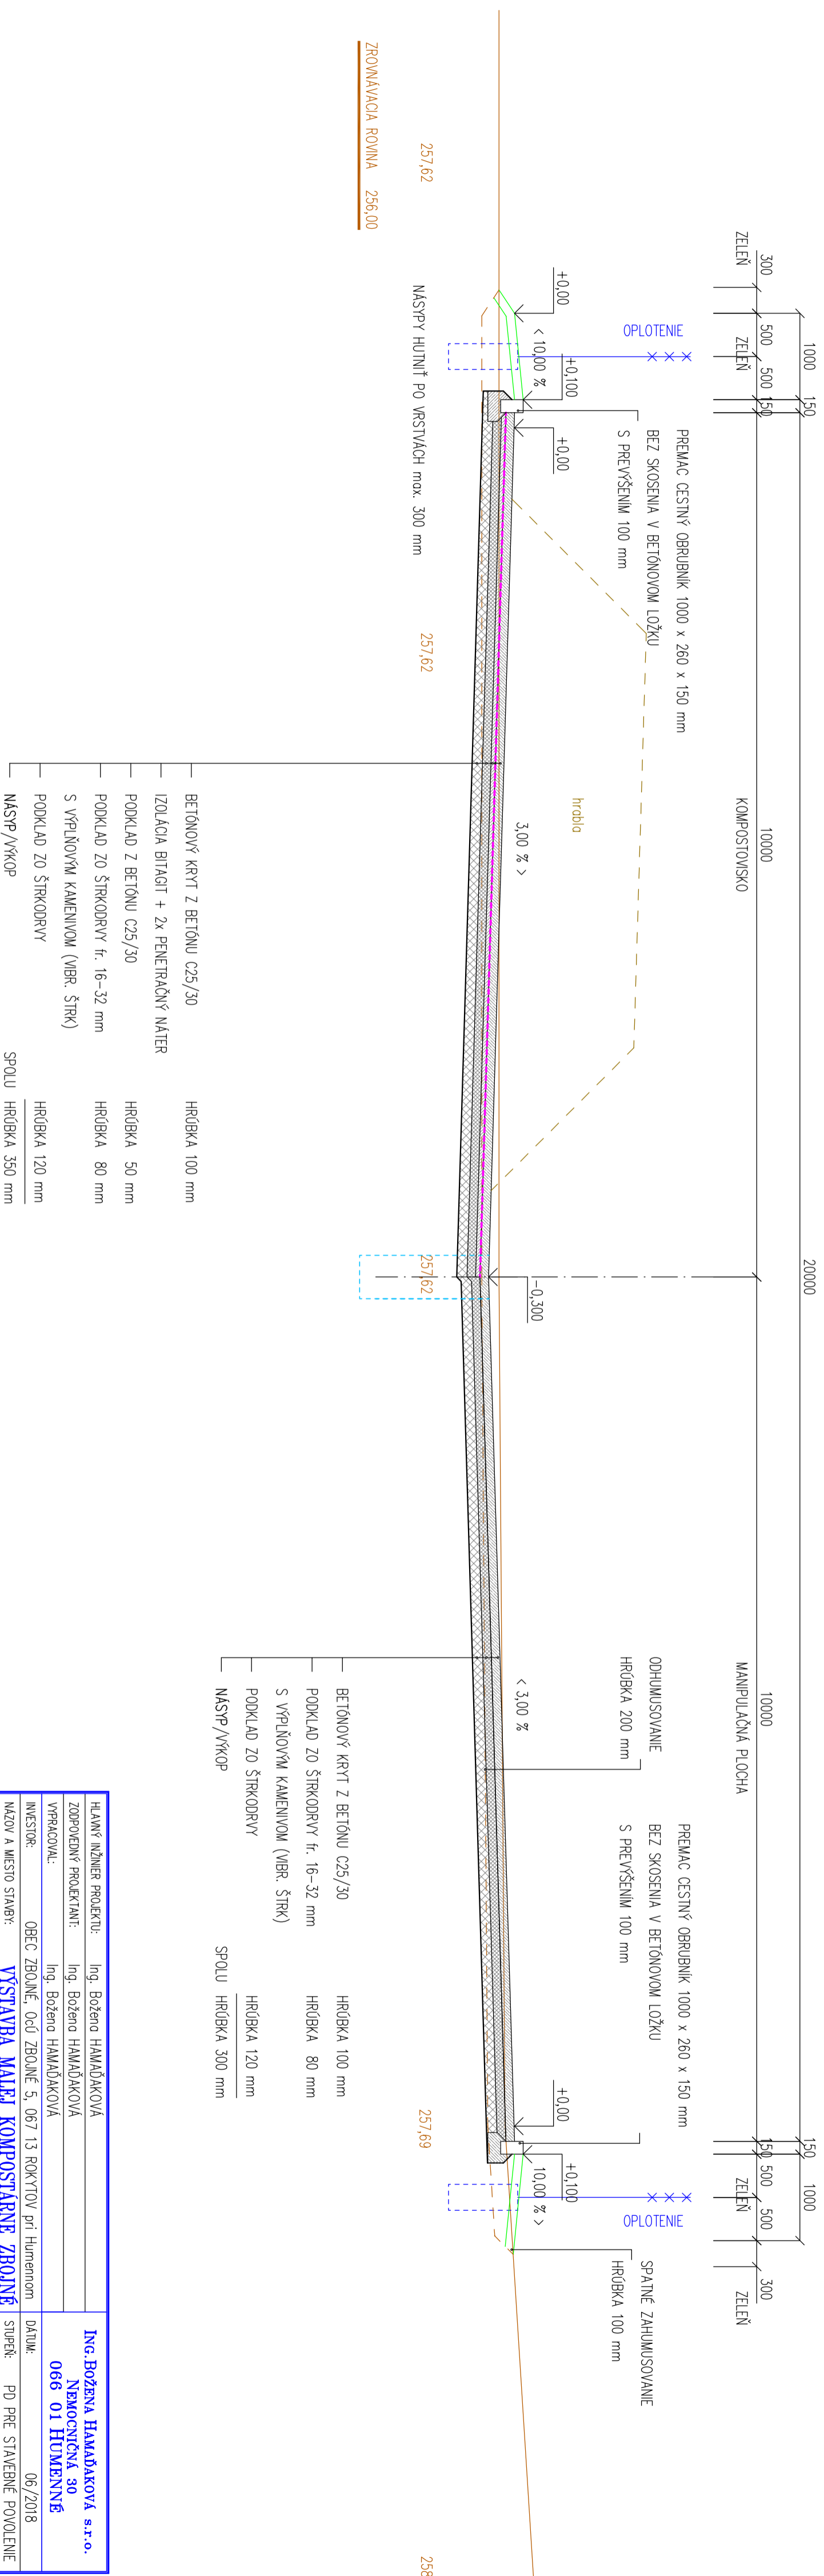 1000
150
20000
150
1000
300
500
500
150
10000
10000
150
500
500
300
ZELEŇ
ZELEŇ
KOMPOSTOVISKO
MANIPULAČNÁ PLOCHA
ZELEŇ
ZELEŇ
OPLOTENIE
PREMAC CESTNÝ OBRUBNÍK 1000 x 260 x 150 mm
BEZ SKOSENIA V BETÓNOVOM LOŽKU
S PREVÝŠENÍM 100 mm
ODHUMUSOVANIE
HRÚBKA 200 mm
PREMAC CESTNÝ OBRUBNÍK 1000 x 260 x 150 mm
BEZ SKOSENIA V BETÓNOVOM LOŽKU
S PREVÝŠENÍM 100 mm
OPLOTENIE
SPATNÉ ZAHUMUSOVANIE
HRÚBKA 100 mm
hrabla
+0,00
+0,100
+0,00
-0,300
+0,00
+0,100
< 10,00 %
3,00 % >
< 3,00 %
10,00 % >
257,62
257,62
257,62
257,69
258
NÁSYPY HUTNIŤ PO VRSTVÁCH max. 300 mm
ZROVNÁVACIA ROVINA 256,00
BETÓNOVÝ KRYT Z BETÓNU C25/30 HRÚBKA 100 mm
PODKLAD ZO ŠTRKODRVY fr. 16-32 mm HRÚBKA 80 mm
S VÝPLŇOVÝM KAMENIVOM (VIBR. ŠTRK)
PODKLAD ZO ŠTRKODRVY HRÚBKA 120 mm
NÁSYP/VÝKOP SPOLU HRÚBKA 300 mm
BETÓNOVÝ KRYT Z BETÓNU C25/30 HRÚBKA 100 mm
IZOLÁCIA BITAGIT + 2x PENETRAČNÝ NÁTER
PODKLAD Z BETÓNU C25/30 HRÚBKA 50 mm
PODKLAD ZO ŠTRKODRVY fr. 16-32 mm HRÚBKA 80 mm
S VÝPLŇOVÝM KAMENIVOM (VIBR. ŠTRK)
PODKLAD ZO ŠTRKODRVY HRÚBKA 120 mm
NÁSYP/VÝKOP SPOLU HRÚBKA 350 mm
HLAVNÝ INŽINIER PROJEKTU: Ing. Božena HAMAĎAKOVÁ
ZODPOVEDNÝ PROJEKTANT: Ing. Božena HAMAĎAKOVÁ
VYPRACOVAL: Ing. Božena HAMAĎAKOVÁ
ING.BOŽENA HAMAĎAKOVÁ s.r.o.
NEMOCNIČNÁ 30
066 01 HUMENNÉ
INVESTOR: OBEC ZBOJNÉ, OcÚ ZBOJNÉ 5, 067 13 ROKYTOV pri Humennom
DÁTUM: 06/2018
NÁZOV A MIESTO STAVBY: VÝSTAVBA MALEJ KOMPOSTÁRNE ZBOJNÉ
STUPEŇ: PD PRE STAVEBNÉ POVOLENIE